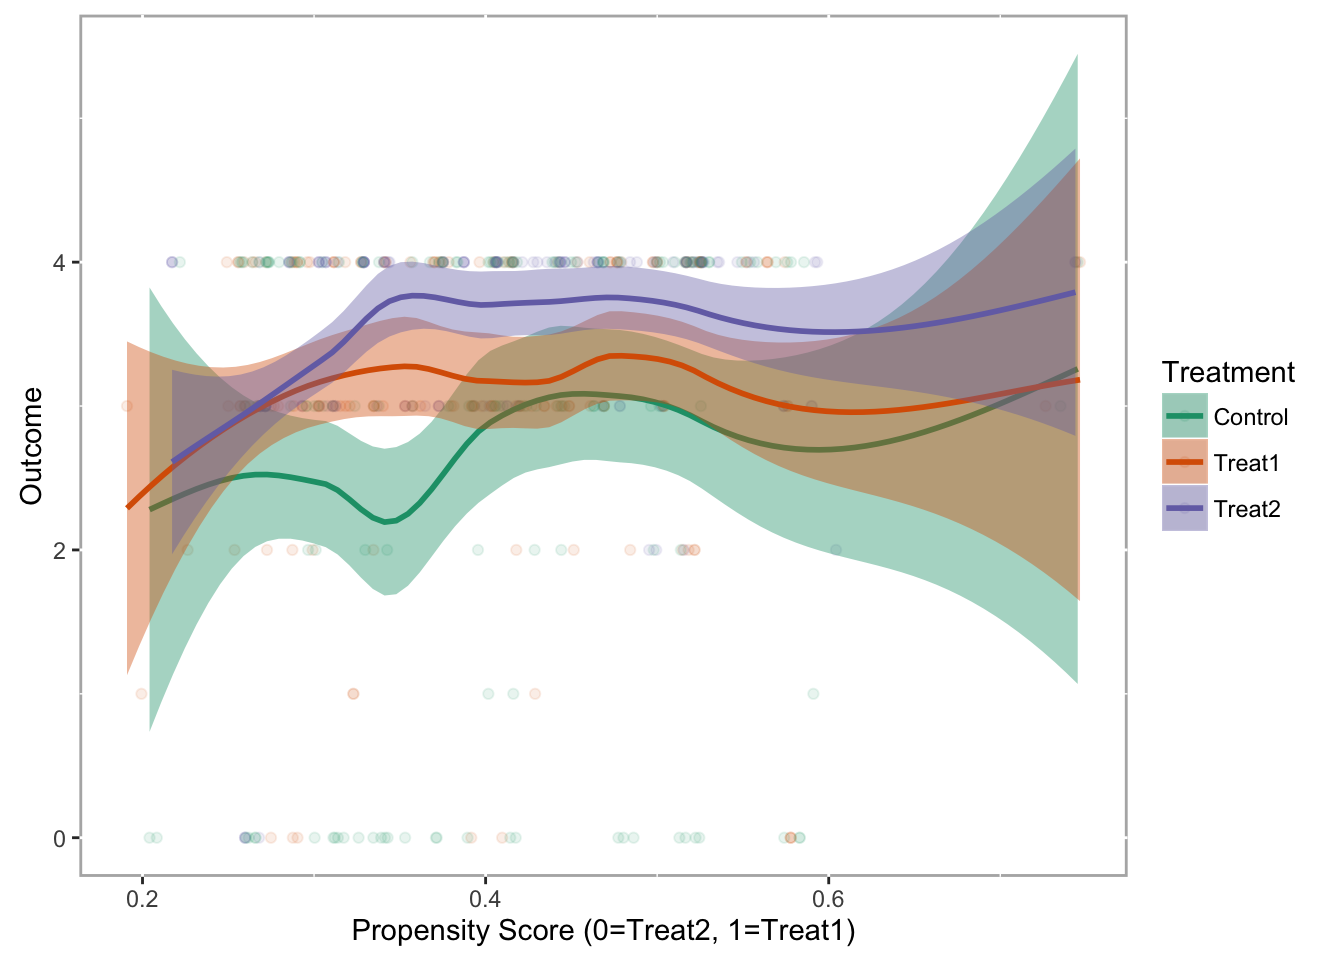 4
2
0
Outcome
0.2
0.4
0.6
Propensity Score (0=Treat2, 1=Treat1)
Treatment
Control
Treat1
Treat2